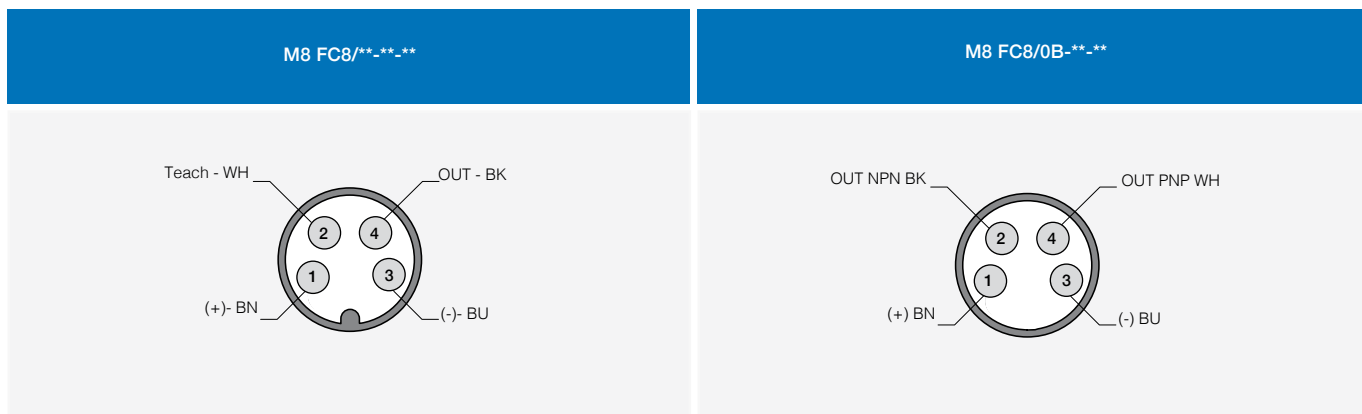 M8 FC8/**-**-**
Teach - WH
OUT - BK
2
4
1
3
(+)- BN
(-)- BU
M8 FC8/0B-**-**
OUT NPN BK
OUT PNP WH
2
4
1
3
(+) BN
(-) BU